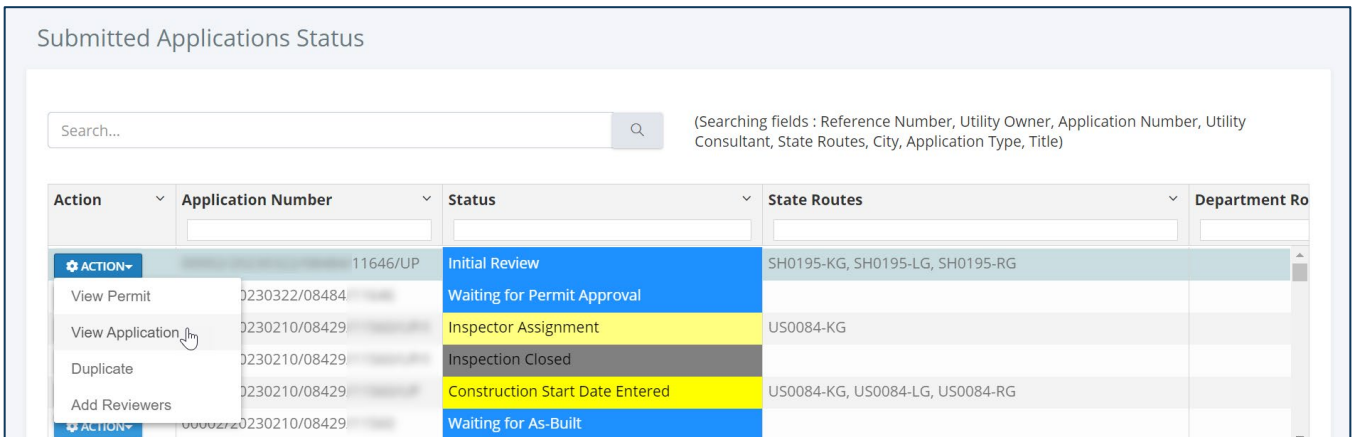 Submitted Applications Status
Search...
(Searching fields : Reference Number, Utility Owner, Application Number, Utility
Consultant, State Routes, City, Application Type, Title)
Action Application Number Status State Routes Department Ro
ACTION 11646/UP Initial Review SH0195-KG, SH0195-LG, SH0195-RG
View Permit 0230322/08484 Waiting for Permit Approval
View Application 0230210/08429 Inspector Assignment US0084-KG
Duplicate 0230210/08429 Inspection Closed
Add Reviewers 0230210/08429 Construction Start Date Entered US0084-KG, US0084-LG, US0084-RG
ACTION 00002/20230210/08429 Waiting for As-Built